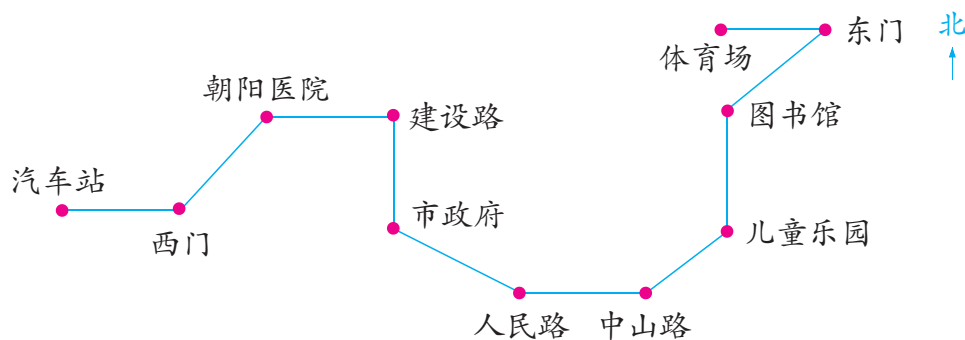 东门
北
体育场
朝阳医院
建设路
图书馆
汽车站
市政府
西门
儿童乐园
人民路
中山路